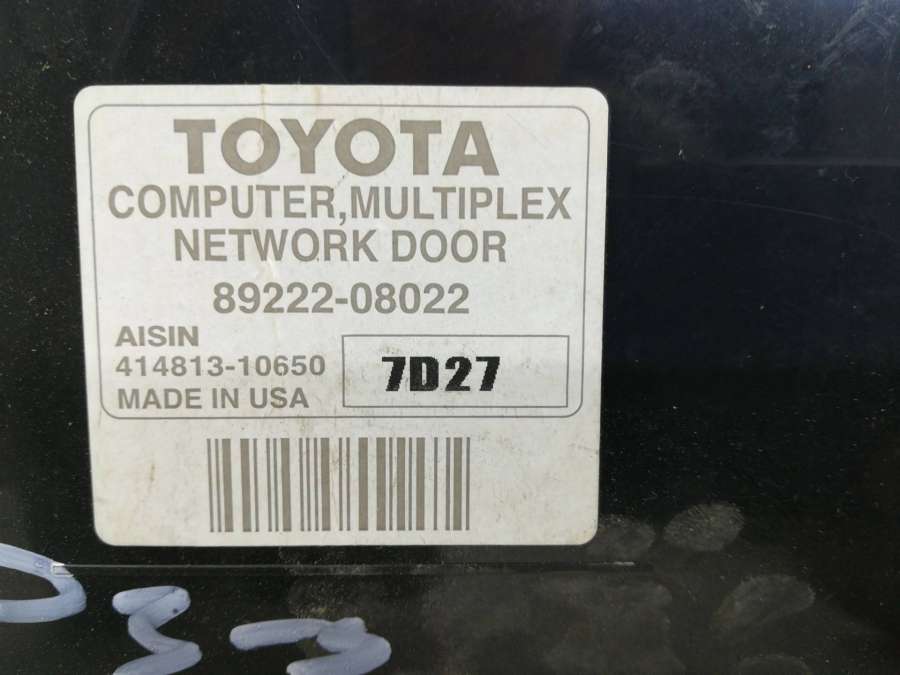 TOYOTA
COMPUTER,MULTIPLEX
NETWORK DOOR
89222-08022
AISIN
414813-10650
MADE IN USA
7D27